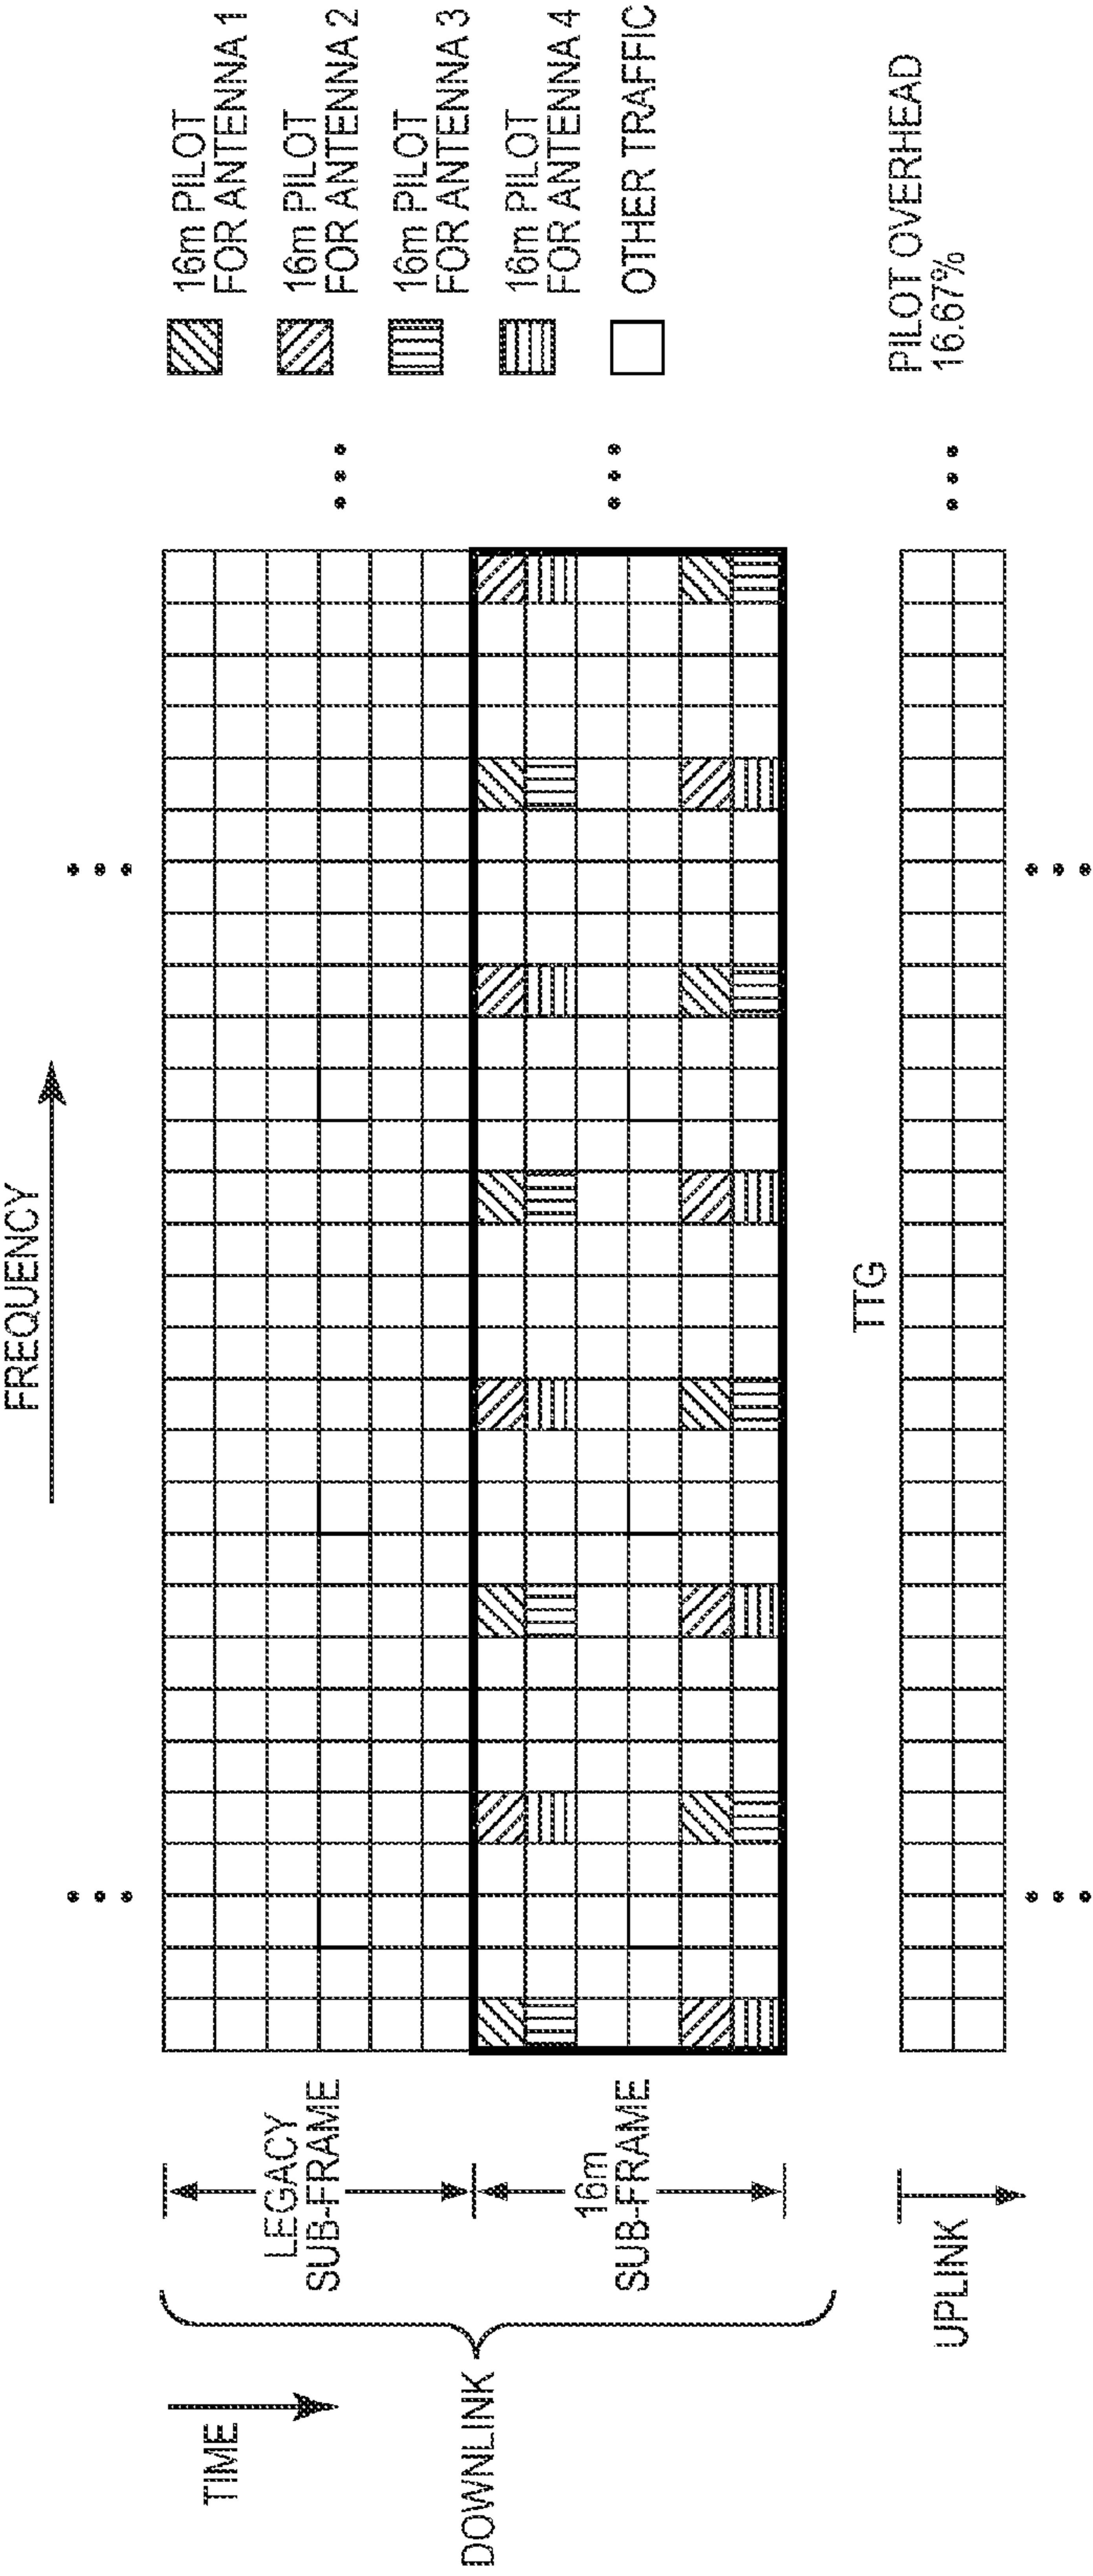 FREQUENCY
TIME
DOWNLINK
LEGACY
SUB-FRAME
16m
SUB-FRAME
TTG
UPLINK
16m PILOT
FOR ANTENNA 1
16m PILOT
FOR ANTENNA 2
16m PILOT
FOR ANTENNA 3
16m PILOT
FOR ANTENNA 4
OTHER TRAFFIC
PILOT OVERHEAD
16.67%